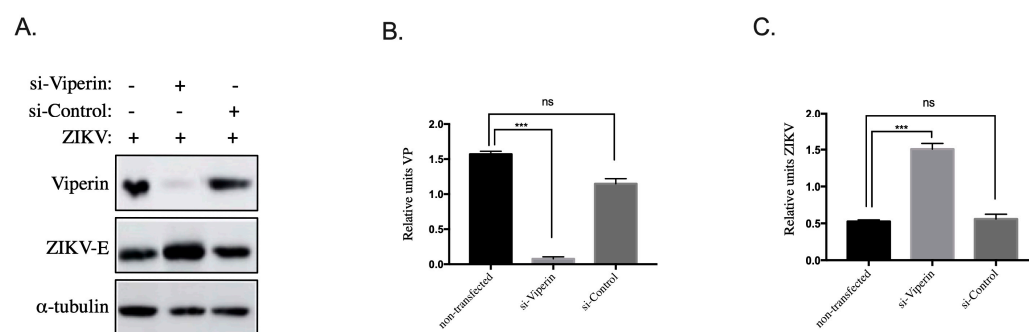 A.
si-Viperin: - + -
si-Control: - - +
ZIKV: + + +
Viperin
ZIKV-E
α-tubulin
B.
Relative units VP
2.0
1.5
1.0
0.5
0.0
ns
***
non-transfected
si-Viperin
si-Control
C.
Relative units ZIKV
2.0
1.5
1.0
0.5
0.0
ns
***
non-transfected
si-Viperin
si-Control